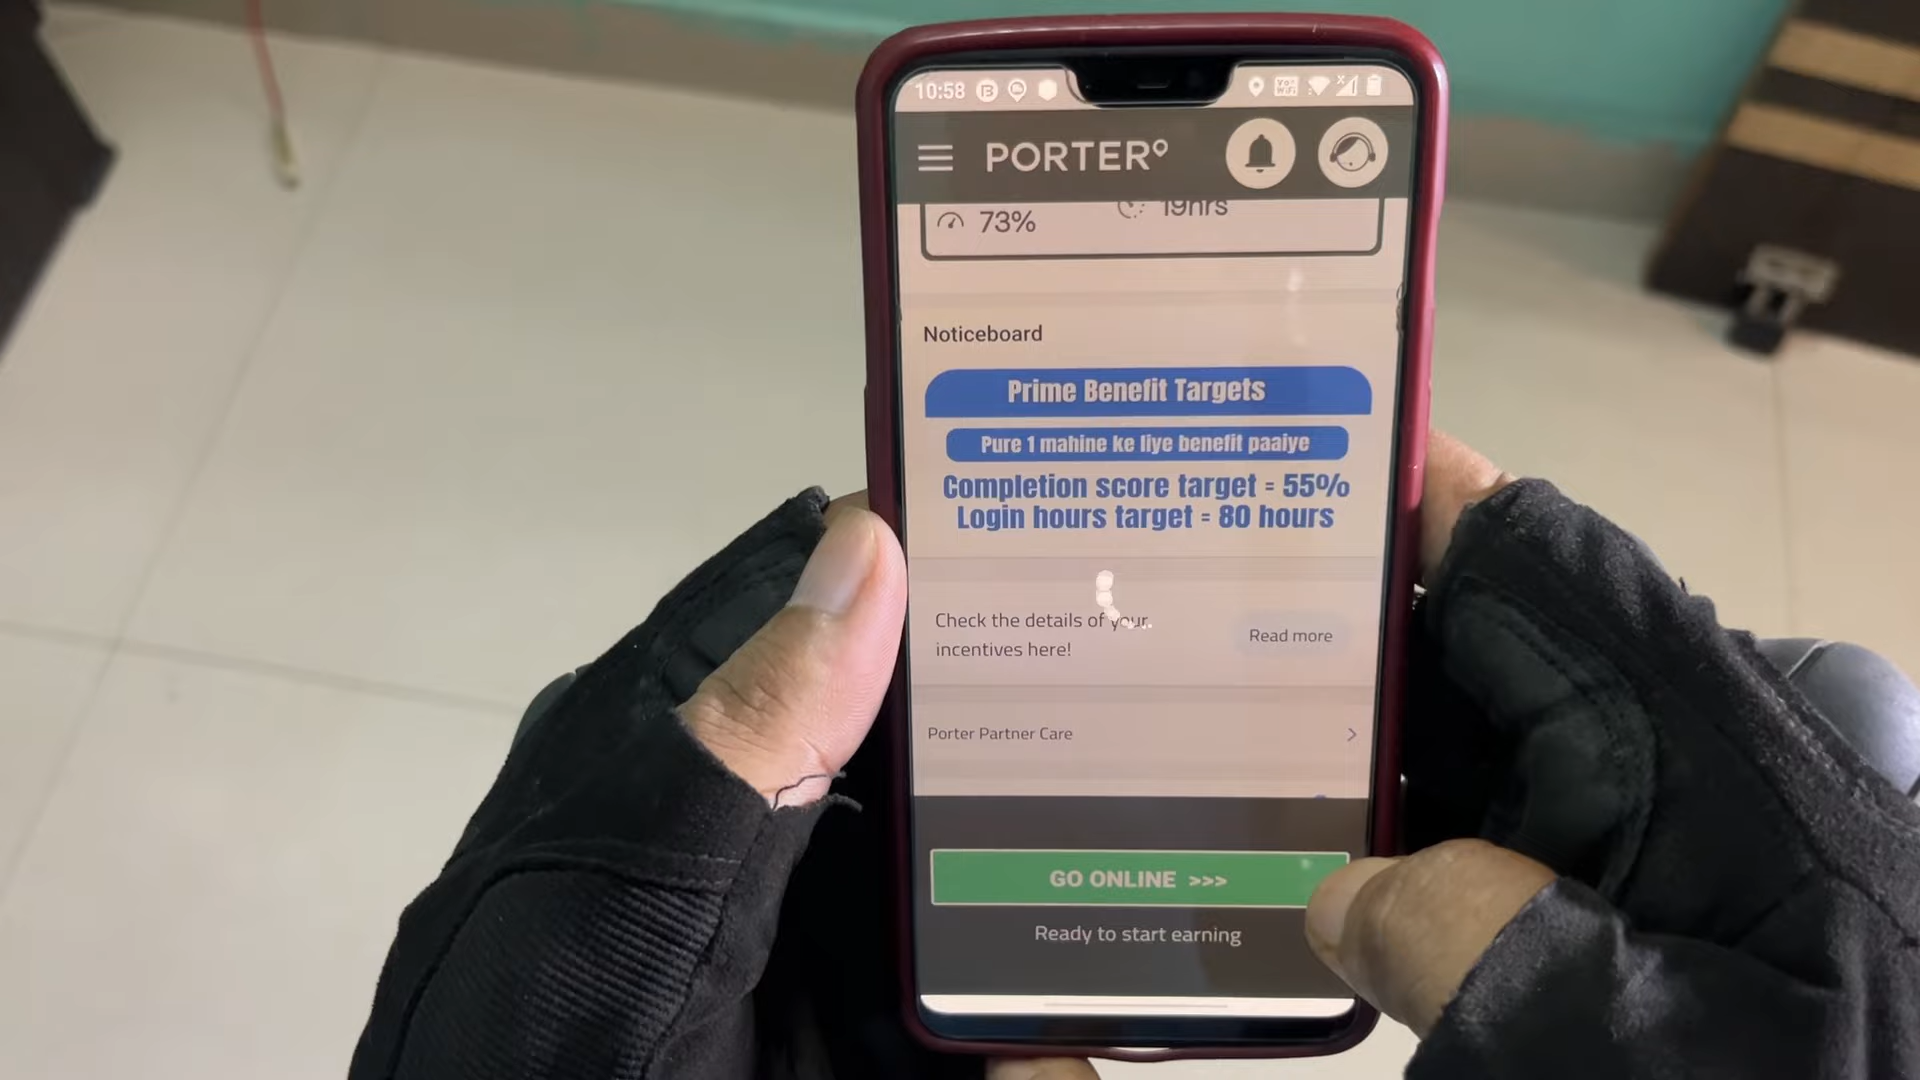 10:58
PORTER
73%
19hrs
Noticeboard
Prime Benefit Targets
Pure 1 mahine ke liye benefit paaiye
Completion score target = 55%
Login hours target = 80 hours
Check the details of your
incentives here!
Read more
Porter Partner Care
GO ONLINE >>>
Ready to start earning